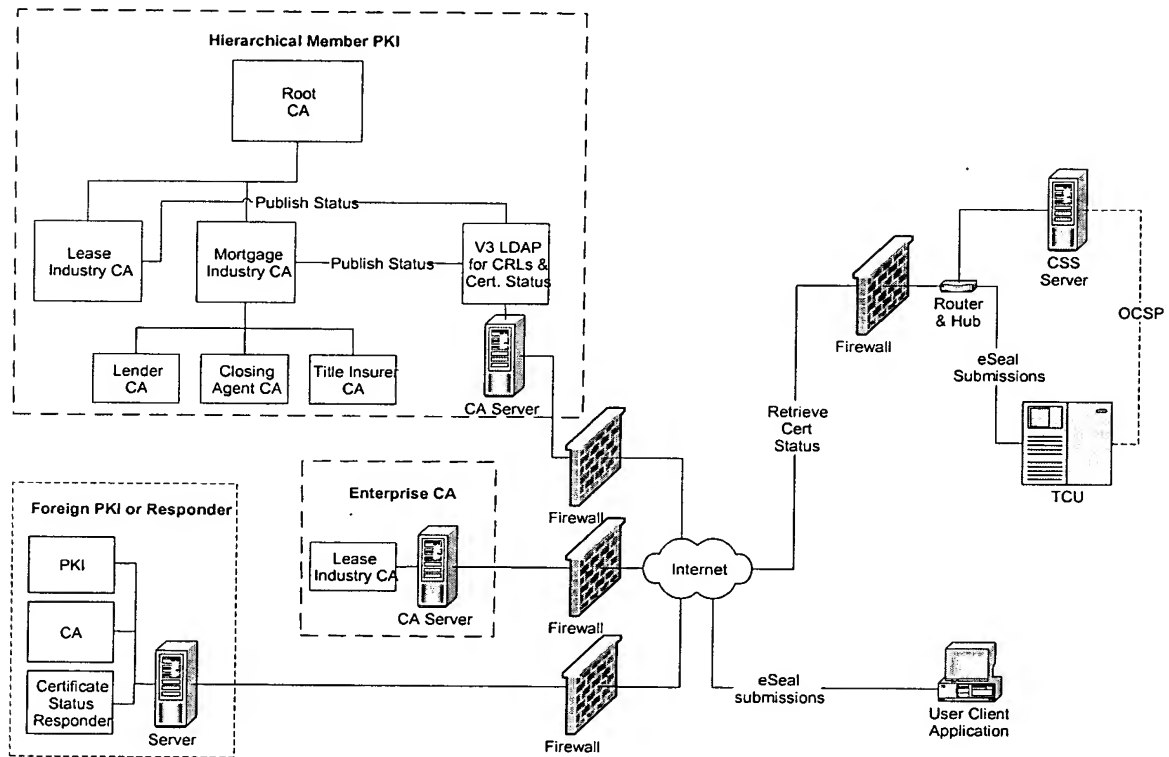 Hierarchical Member PKI
Root
CA
Publish Status
Lease
Industry CA
Mortgage
Industry CA
Publish Status
V3 LDAP
for CRLs &
Cert. Status
Lender
CA
Closing
Agent CA
Title Insurer
CA
CA Server
Firewall
Enterprise CA
Lease
Industry CA
CA Server
Firewall
Foreign PKI or Responder
PKI
CA
Certificate
Status
Responder
Server
Firewall
Internet
Retrieve
Cert
Status
Firewall
Router
& Hub
CSS
Server
OCSP
eSeal
Submissions
TCU
eSeal
submissions
User Client
Application